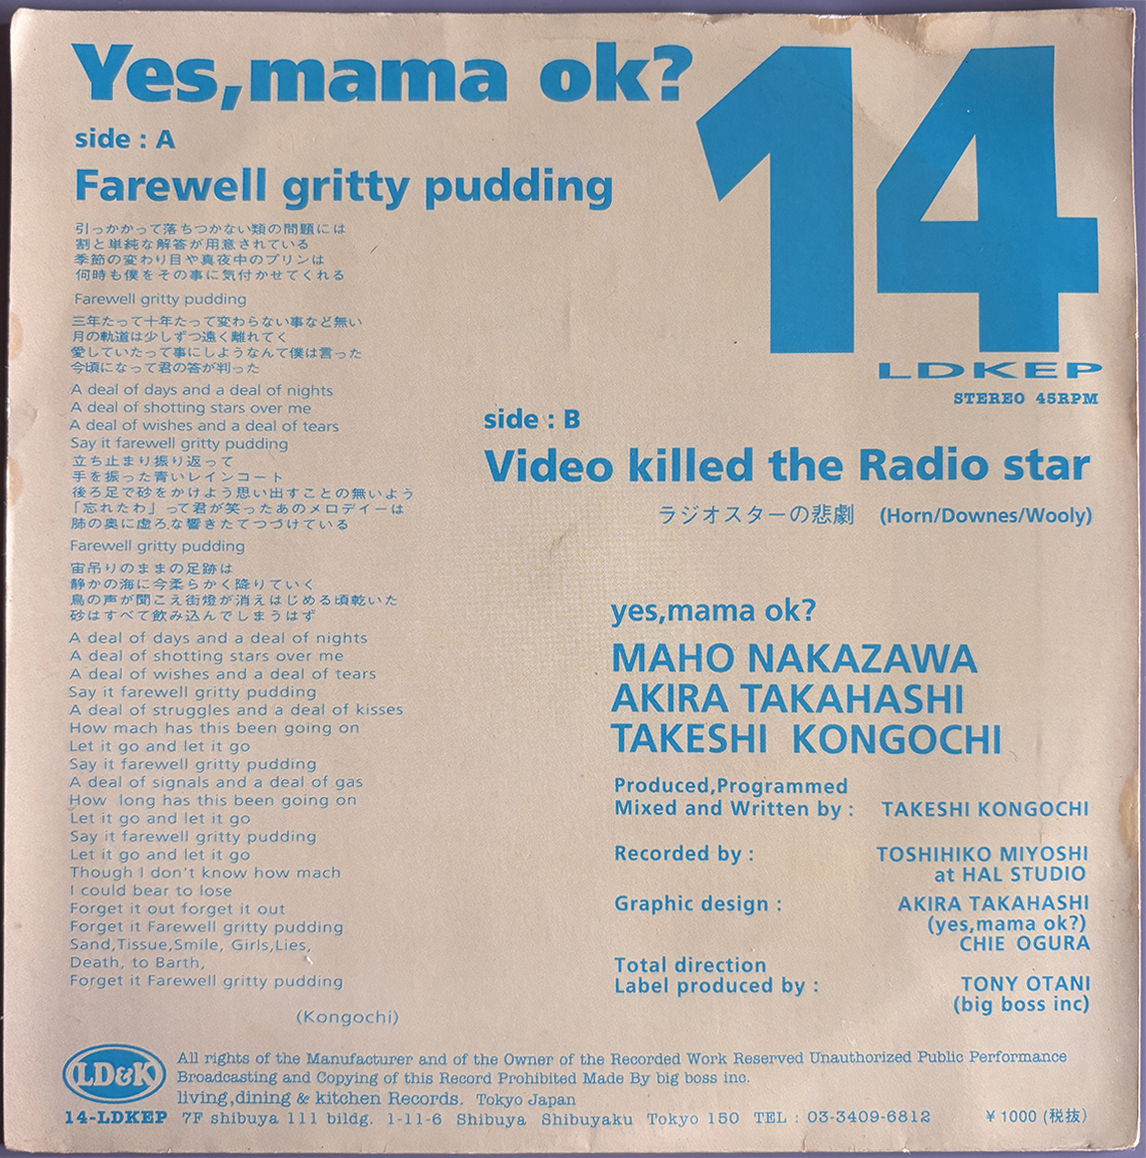 Yes,mama ok?
14
LDKEP
STEREO 45RPM
side : A
Farewell gritty pudding
引っかかって落ちつかない類の問題には
割と単純な解答が用意されている
季節の変わり目や真夜中のプリンは
何時も僕をその事に気付かせてくれる
Farewell gritty pudding
三年たって十年たって変わらない事など無い
月の軌道は少しずつ遠く離れてく
愛していたって事にしようなんて僕は言った
今頃になって君の答が判った
A deal of days and a deal of nights
A deal of shotting stars over me
A deal of wishes and a deal of tears
Say it farewell gritty pudding
立ち止まり振り返って
手を振った青いレインコート
後ろ足で砂をかけよう思い出すことの無いよう
「忘れたわ」って君が笑ったあのメロデイーは
肺の奥に虚ろな響きたてつづけている
Farewell gritty pudding
宙吊りのままの足跡は
静かの海に今柔らかく降りていく
鳥の声が聞こえ街燈が消えはじめる頃乾いた
砂はすべて飲み込んでしまうはず
A deal of days and a deal of nights
A deal of shotting stars over me
A deal of wishes and a deal of tears
Say it farewell gritty pudding
A deal of struggles and a deal of kisses
How mach has this been going on
Let it go and let it go
Say it farewell gritty pudding
A deal of signals and a deal of gas
How long has this been going on
Let it go and let it go
Say it farewell gritty pudding
Let it go and let it go
Though I don't know how mach
I could bear to lose
Forget it out forget it out
Forget it Farewell gritty pudding
Sand,Tissue,Smile, Girls,Lies,
Death, to Barth,
Forget it Farewell gritty pudding
(Kongochi)
side : B
Video killed the Radio star
ラジオスターの悲劇 (Horn/Downes/Wooly)
yes,mama ok?
MAHO NAKAZAWA
AKIRA TAKAHASHI
TAKESHI KONGOCHI
Produced,Programmed
Mixed and Written by : TAKESHI KONGOCHI
Recorded by : TOSHIHIKO MIYOSHI
at HAL STUDIO
Graphic design : AKIRA TAKAHASHI
(yes,mama ok?)
CHIE OGURA
Total direction
Label produced by : TONY OTANI
(big boss inc)
LD&K
All rights of the Manufacturer and of the Owner of the Recorded Work Reserved Unauthorized Public Performance
Broadcasting and Copying of this Record Prohibited Made By big boss inc.
living,dining & kitchen Records. Tokyo Japan
14-LDKEP 7F shibuya 111 bildg. 1-11-6 Shibuya Shibuyaku Tokyo 150 TEL : 03-3409-6812 ￥1000 (税抜)